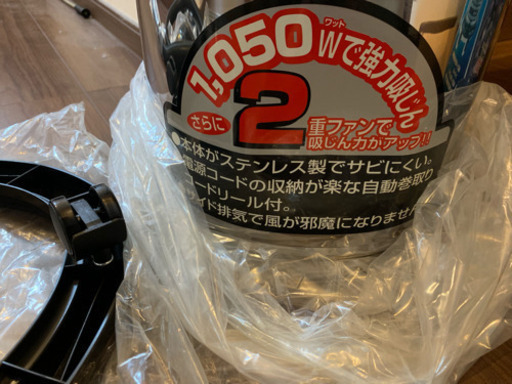 1,050Wワットで強力吸じん
さらに
2
重ファンで
吸じん力がアップ!!
●本体がステンレス製でサビにくい。
電源コードの収納が楽な自動巻取り
コードリール付。
サイド排気で風が邪魔になりません